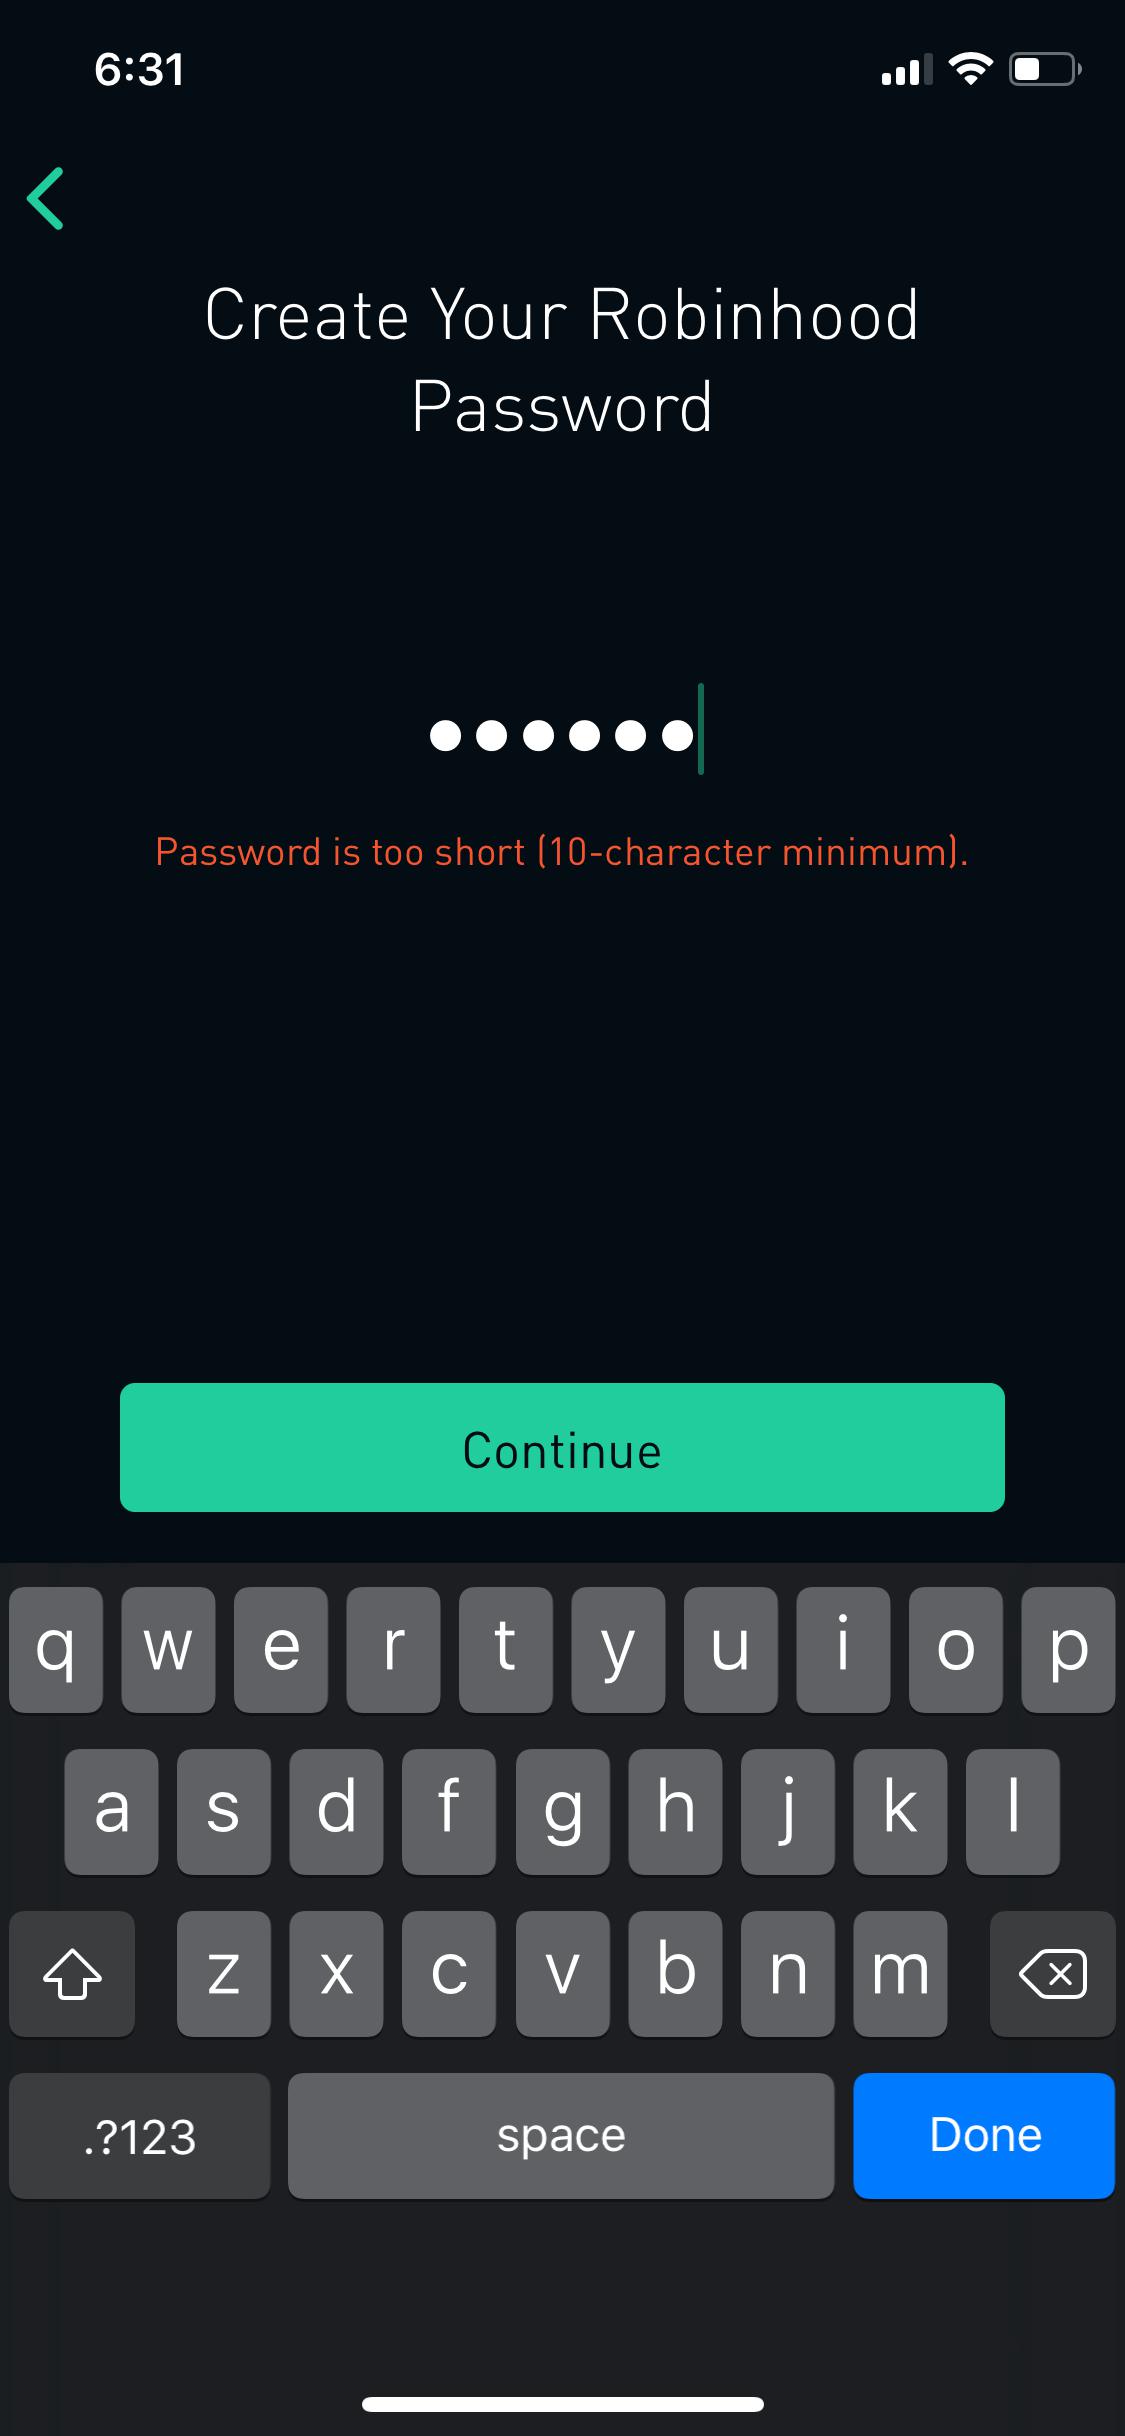 6:31
Create Your Robinhood
Password
Password is too short (10-character minimum).
Continue
q w e r t y u i o p
a s d f g h j k l
z x c v b n m
.?123 space Done